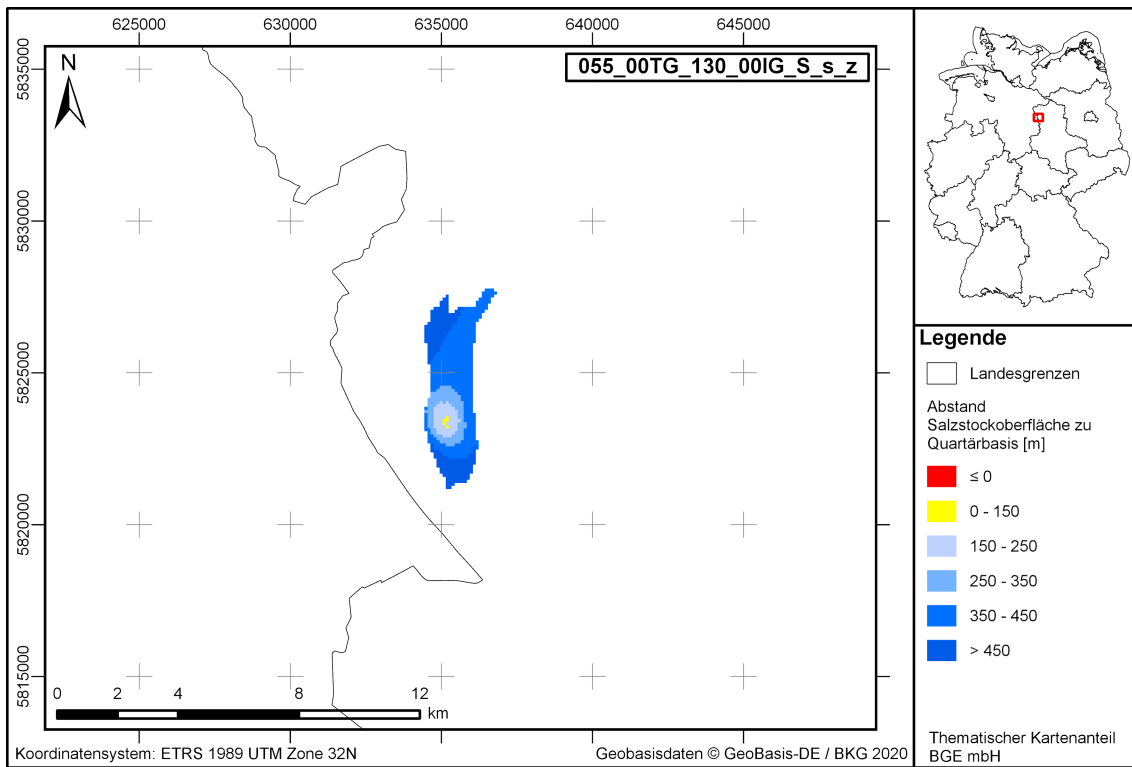 625000
630000
635000
640000
645000
055_00TG_130_00IG_S_s_z
N
5835000
5830000
5825000
5820000
5815000
0
2
4
8
12
km
Koordinatensystem: ETRS 1989 UTM Zone 32N
Geobasisdaten © GeoBasis-DE / BKG 2020
Legende
Landesgrenzen
Abstand
Salzstockoberfläche zu
Quartärbasis [m]
≤ 0
0 - 150
150 - 250
250 - 350
350 - 450
> 450
Thematischer Kartenanteil
BGE mbH